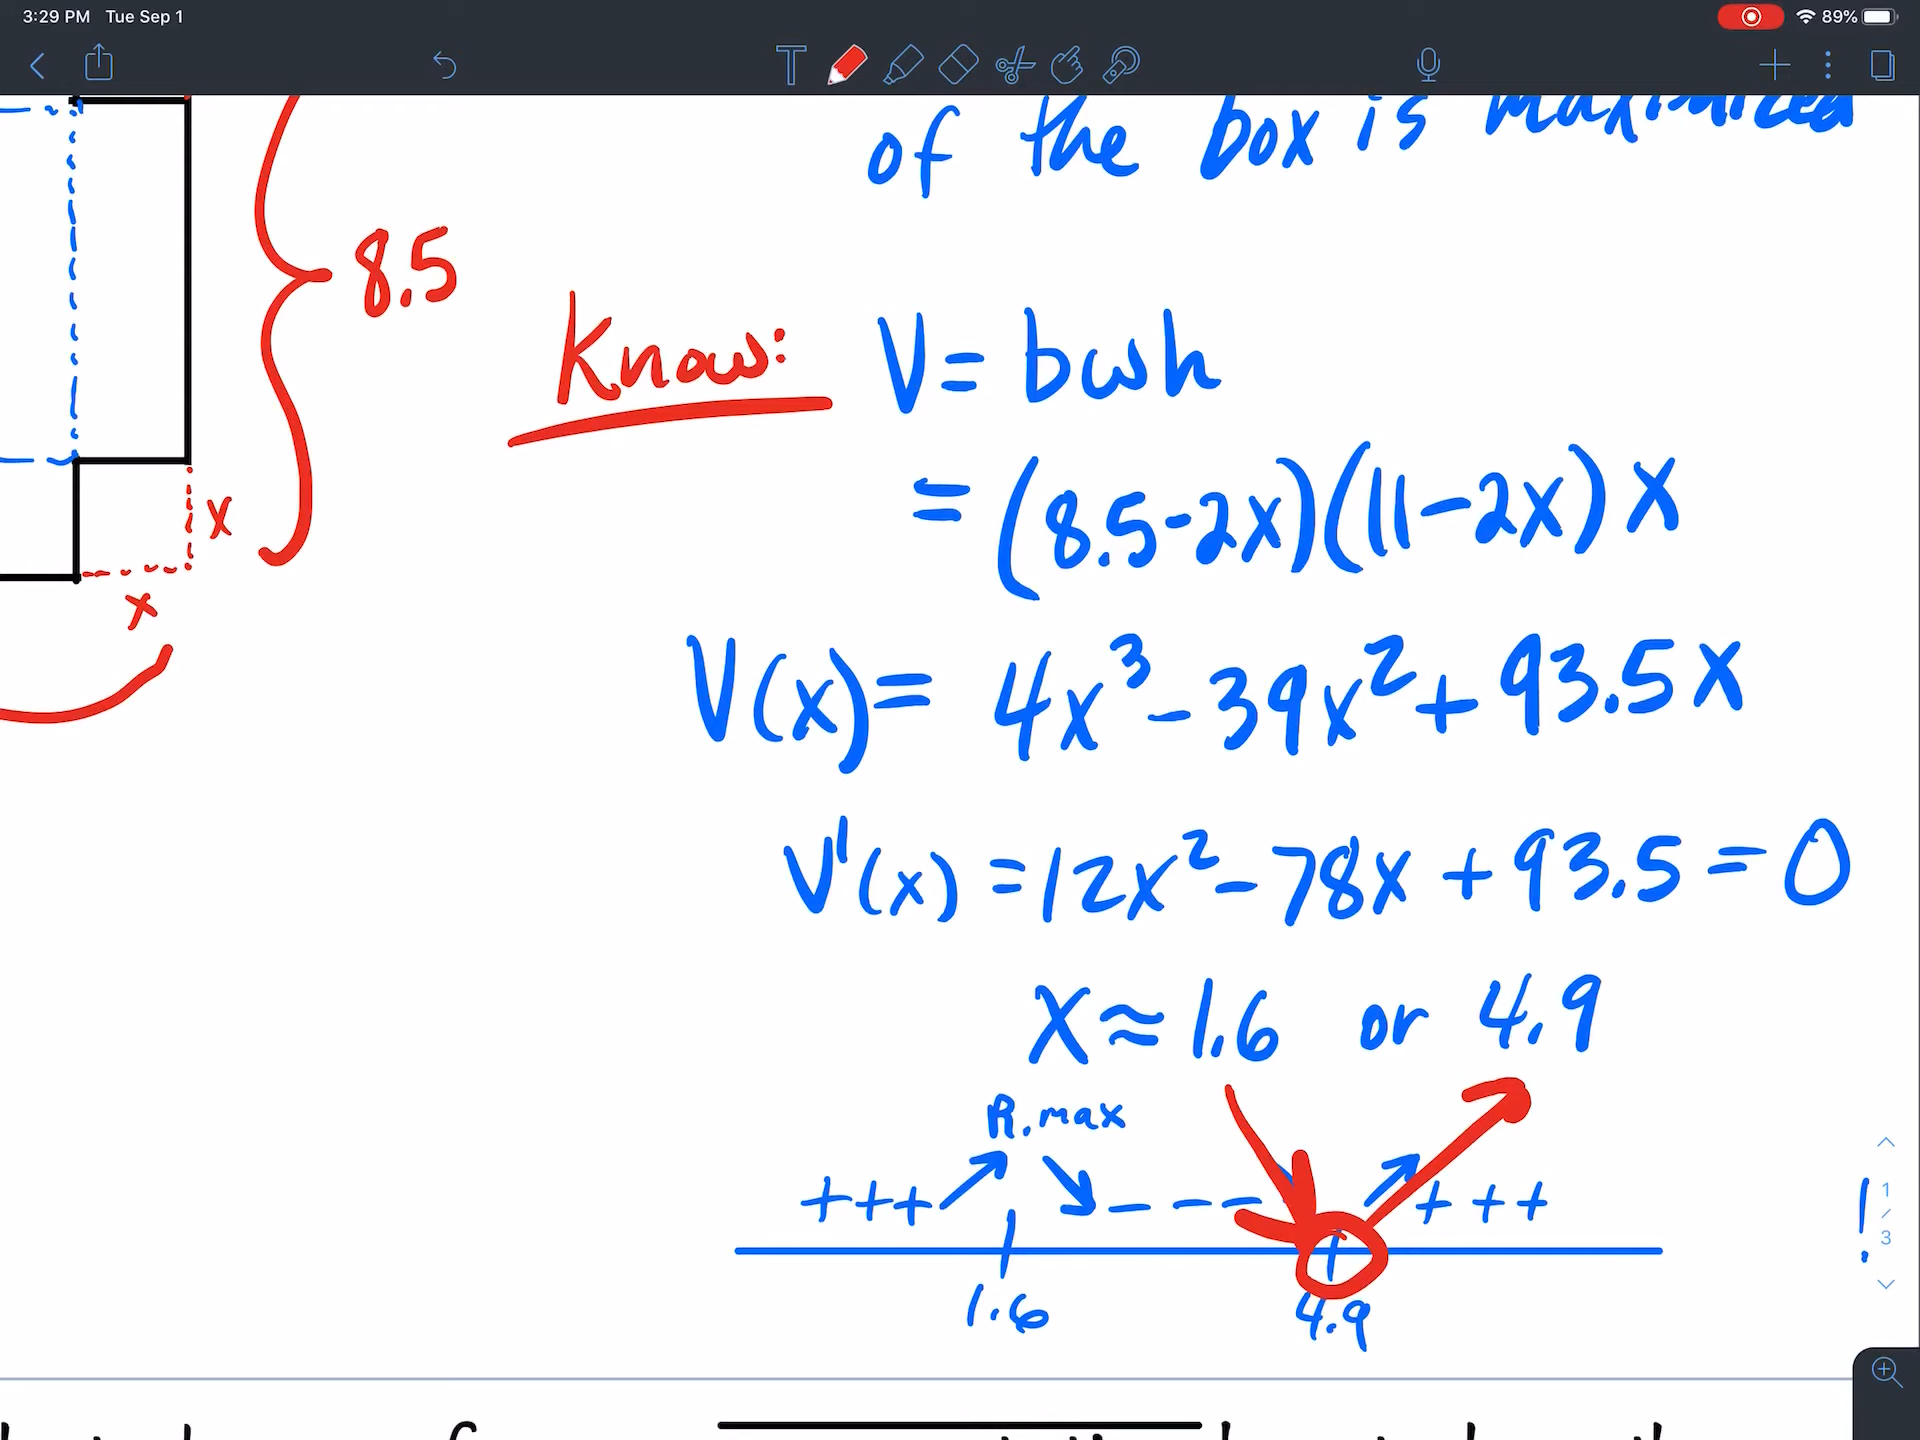 3:29 PM Tue Sep 1
89%
of the box is maximized
8.5
Know: V = bwh
= (8.5-2x)(11-2x) x
x
x
V(x) = 4x³ - 39x² + 93.5x
V'(x) = 12x² - 78x + 93.5 = 0
X ≈ 1.6 or 4.9
R. max
+++ - - - - +++
1.6 4.9
1
/
3